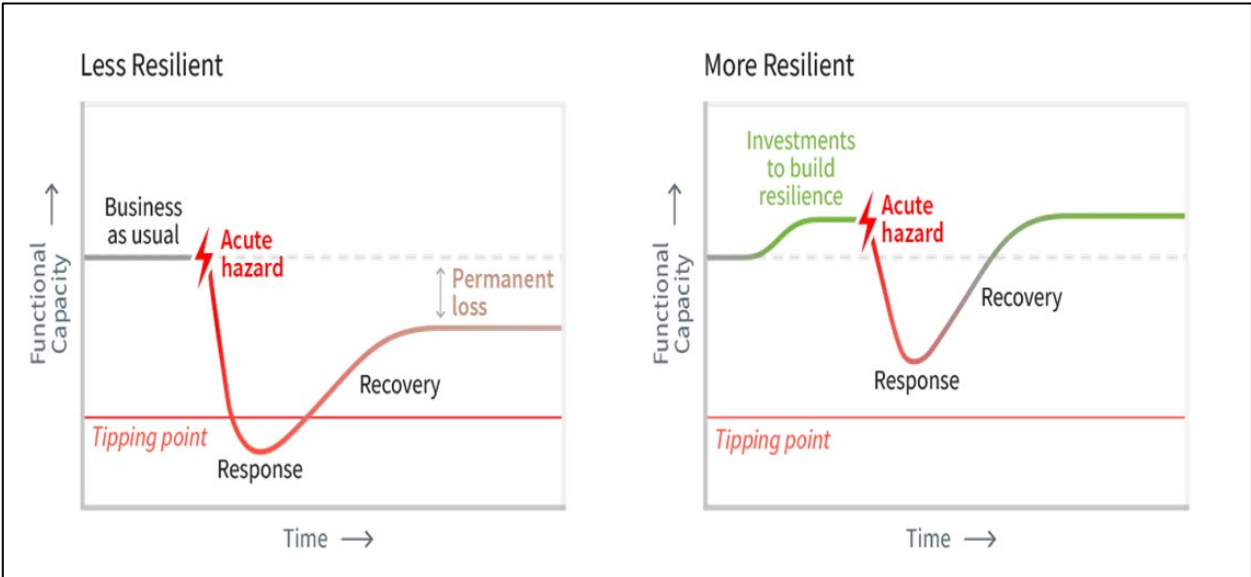 Less Resilient
Functional
Capacity
Business
as usual
Acute
hazard
Permanent
loss
Recovery
Tipping point
Response
Time
More Resilient
Functional
Capacity
Investments
to build
resilience
Acute
hazard
Recovery
Response
Tipping point
Time